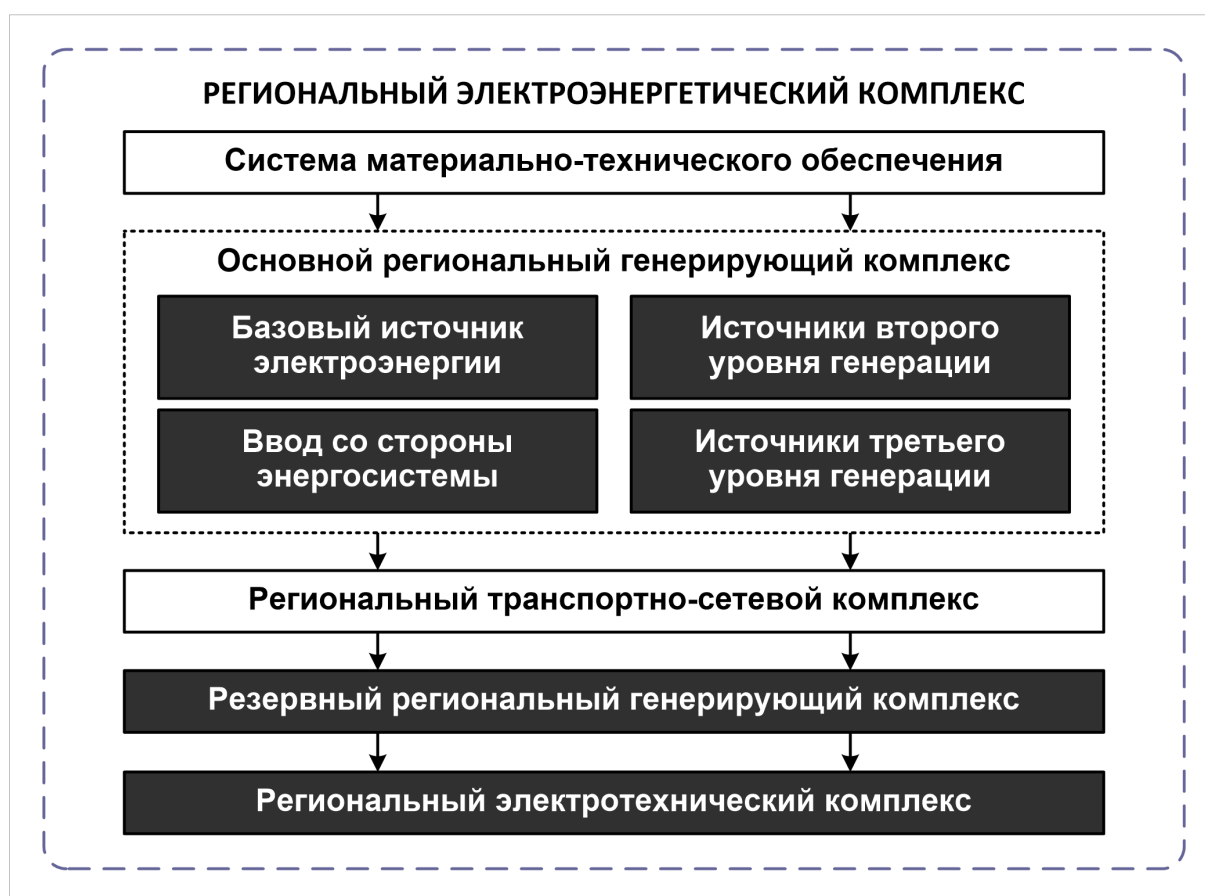 РЕГИОНАЛЬНЫЙ ЭЛЕКТРОЭНЕРГЕТИЧЕСКИЙ КОМПЛЕКС
Система материально-технического обеспечения
Основной региональный генерирующий комплекс
Базовый источник
электроэнергии
Источники второго
уровня генерации
Ввод со стороны
энергосистемы
Источники третьего
уровня генерации
Региональный транспортно-сетевой комплекс
Резервный региональный генерирующий комплекс
Региональный электротехнический комплекс